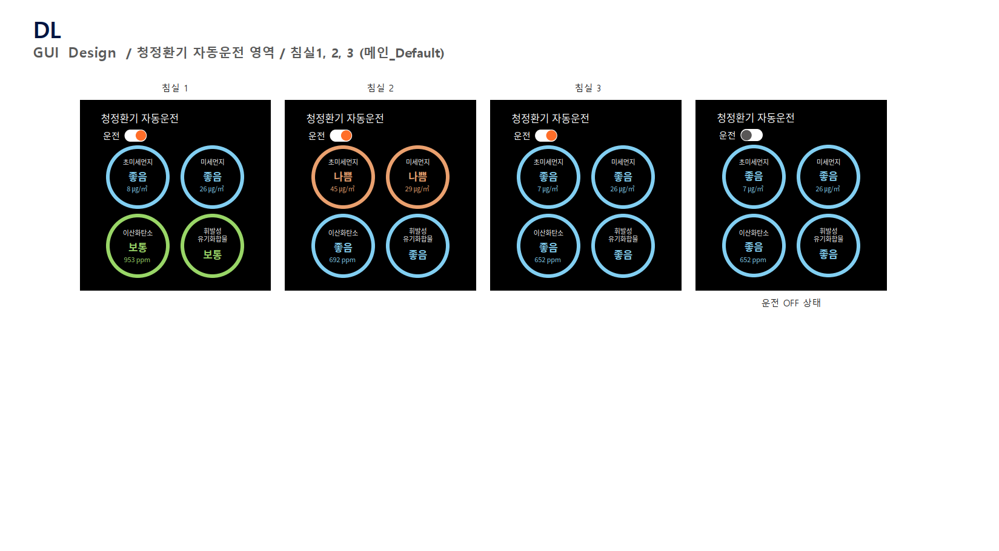 DL
GUI Design / 청정환기 자동운전 영역 / 침실1, 2, 3 (메인_Default)
침실 1
청정환기 자동운전
운전
초미세먼지
좋음
8 µg/㎥
미세먼지
좋음
26 µg/㎥
이산화탄소
보통
953 ppm
휘발성
유기화합물
보통
침실 2
청정환기 자동운전
운전
초미세먼지
나쁨
45 µg/㎥
미세먼지
나쁨
29 µg/㎥
이산화탄소
좋음
692 ppm
휘발성
유기화합물
좋음
침실 3
청정환기 자동운전
운전
초미세먼지
좋음
7 µg/㎥
미세먼지
좋음
26 µg/㎥
이산화탄소
좋음
652 ppm
휘발성
유기화합물
좋음
청정환기 자동운전
운전
초미세먼지
좋음
7 µg/㎥
미세먼지
좋음
26 µg/㎥
이산화탄소
좋음
652 ppm
휘발성
유기화합물
좋음
운전 OFF 상태